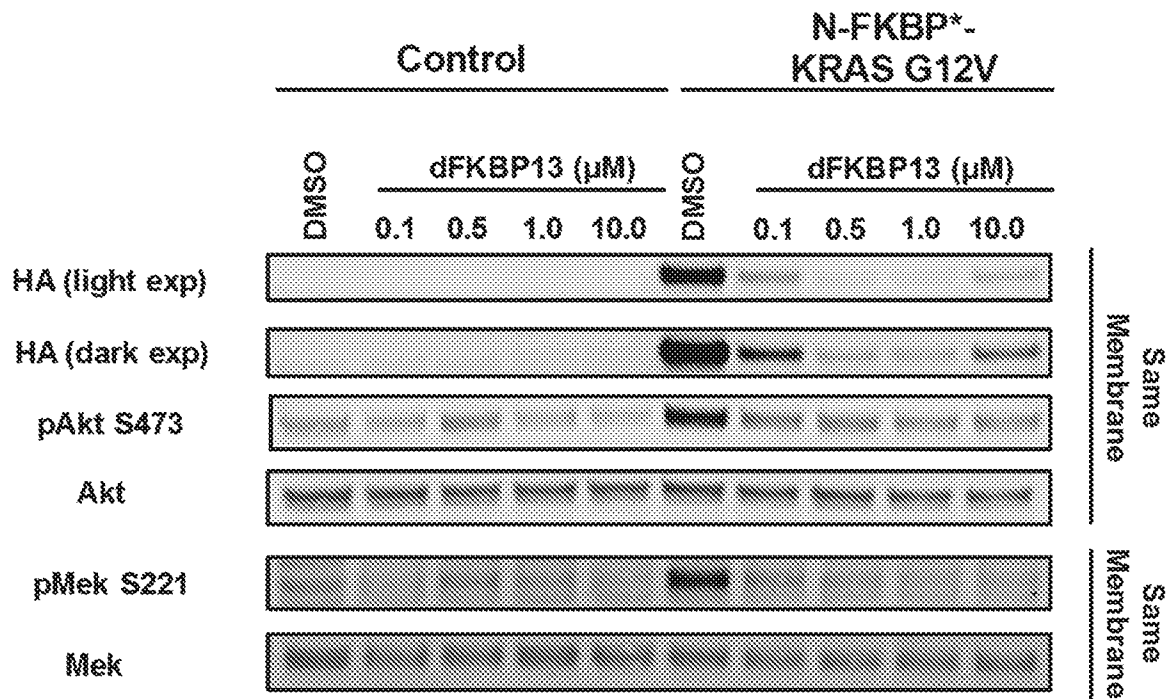 Control
N-FKBP*-
KRAS G12V
DMSO
dFKBP13 (μM)
0.1 0.5 1.0 10.0
DMSO
dFKBP13 (μM)
0.1 0.5 1.0 10.0
HA (light exp)
HA (dark exp)
pAkt S473
Akt
Same
Membrane
pMek S221
Mek
Same
Membrane